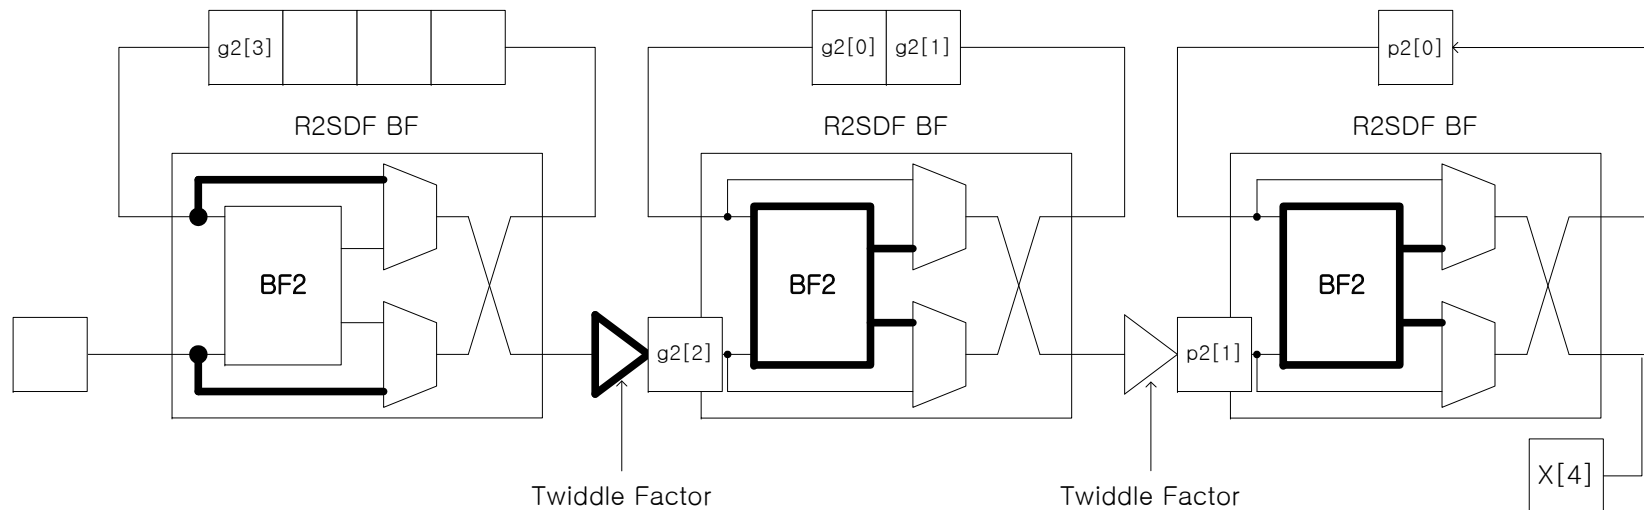 g2[3]
g2[0] g2[1]
p2[0]
R2SDF BF
R2SDF BF
R2SDF BF
BF2
BF2
BF2
g2[2]
p2[1]
X[4]
Twiddle Factor
Twiddle Factor